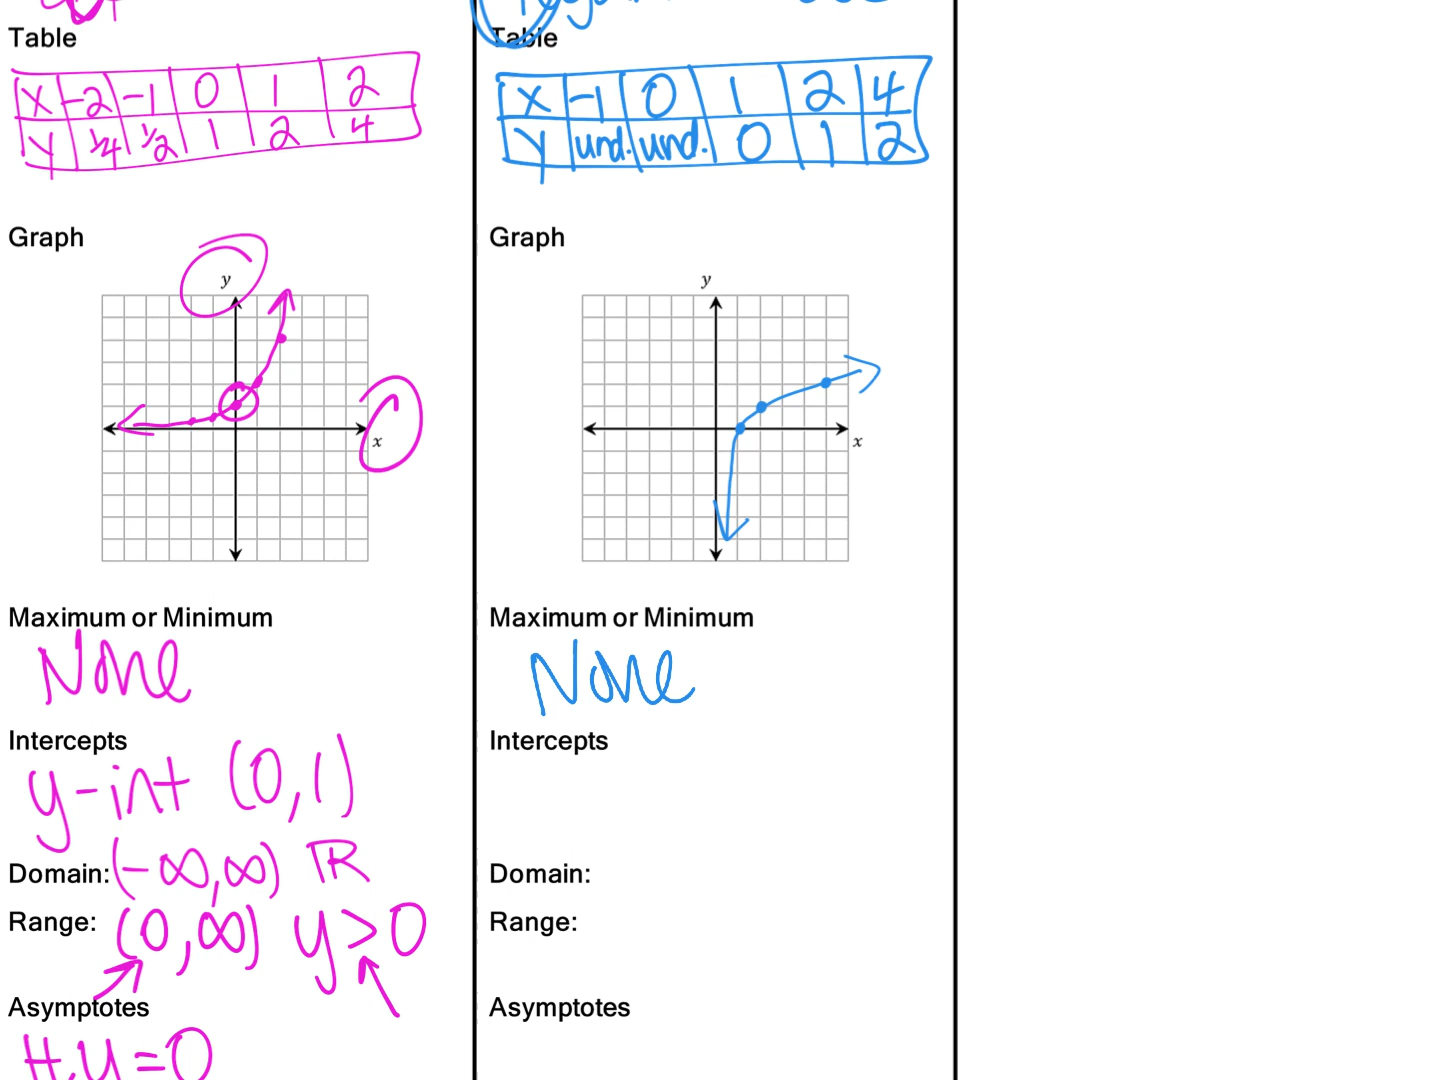 Table
X -2 -1 0 1 2
Y 1/4 1/2 1 2 4
Graph
y
x
Maximum or Minimum
None
Intercepts
y-int (0,1)
Domain: (-∞,∞) ℝ
Range: (0,∞) y>0
Asymptotes
H. y=0
Table
X -1 0 1 2 4
Y und. und. 0 1 2
Graph
y
x
Maximum or Minimum
None
Intercepts
Domain:
Range:
Asymptotes